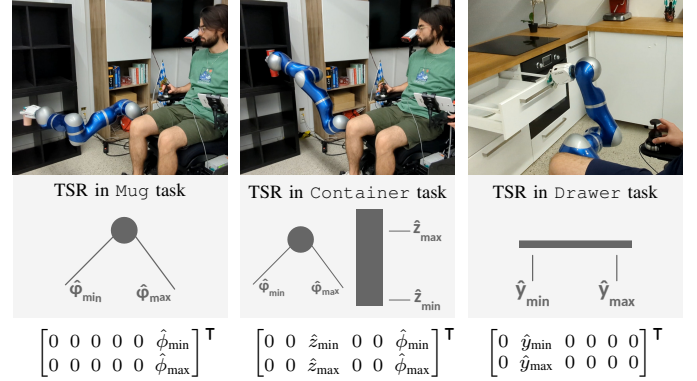 TSR in Mug task
TSR in Container task
TSR in Drawer task
φ̂min φ̂max
φ̂min φ̂max
ẑmax
ẑmin
ŷmin ŷmax
[0 0 0 0 0 ϕ̂min
0 0 0 0 0 ϕ̂max]ᵀ
[0 0 ẑmin 0 0 ϕ̂min
0 0 ẑmax 0 0 ϕ̂max]ᵀ
[0 ŷmin 0 0 0 0
0 ŷmax 0 0 0 0]ᵀ